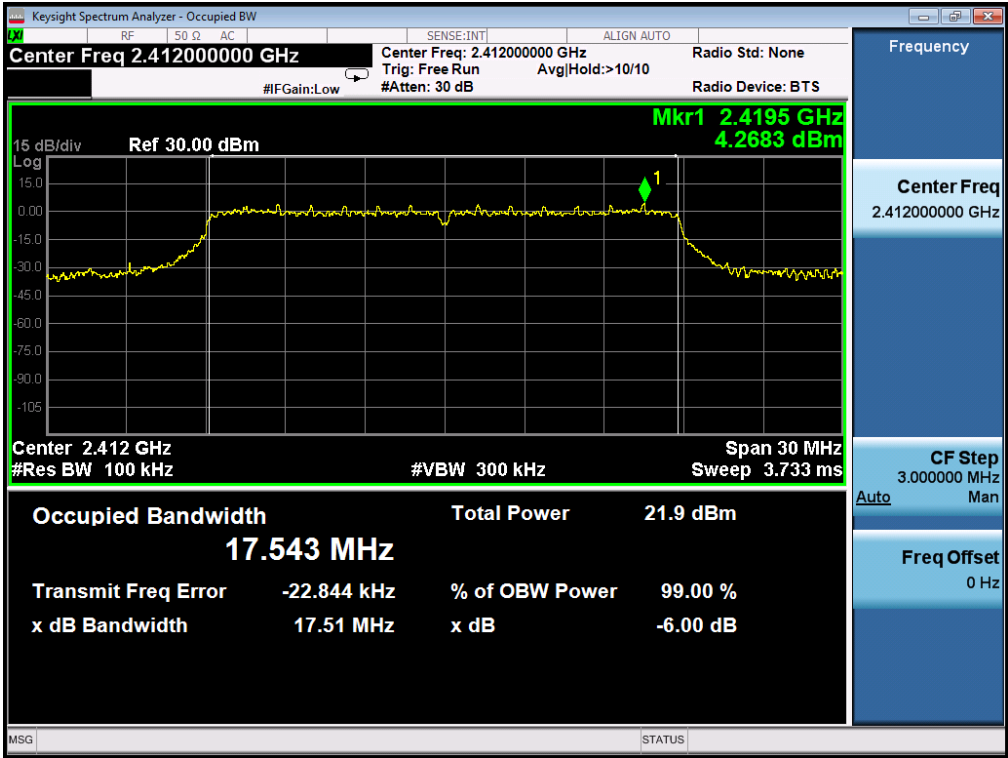 Keysight Spectrum Analyzer - Occupied BW
LXI RF 50 Ω AC SENSE:INT ALIGN AUTO
Center Freq 2.412000000 GHz
Center Freq: 2.412000000 GHz Radio Std: None
Trig: Free Run Avg|Hold:>10/10
#IFGain:Low #Atten: 30 dB Radio Device: BTS
Mkr1 2.4195 GHz
4.2683 dBm
15 dB/div Ref 30.00 dBm
Log
15.0
0.00
-15.0
-30.0
-45.0
-60.0
-75.0
-90.0
-105
1
Center 2.412 GHz Span 30 MHz
#Res BW 100 kHz #VBW 300 kHz Sweep 3.733 ms
Occupied Bandwidth Total Power 21.9 dBm
17.543 MHz
Transmit Freq Error -22.844 kHz % of OBW Power 99.00 %
x dB Bandwidth 17.51 MHz x dB -6.00 dB
MSG STATUS
Frequency
Center Freq
2.412000000 GHz
CF Step
3.000000 MHz
Auto Man
Freq Offset
0 Hz